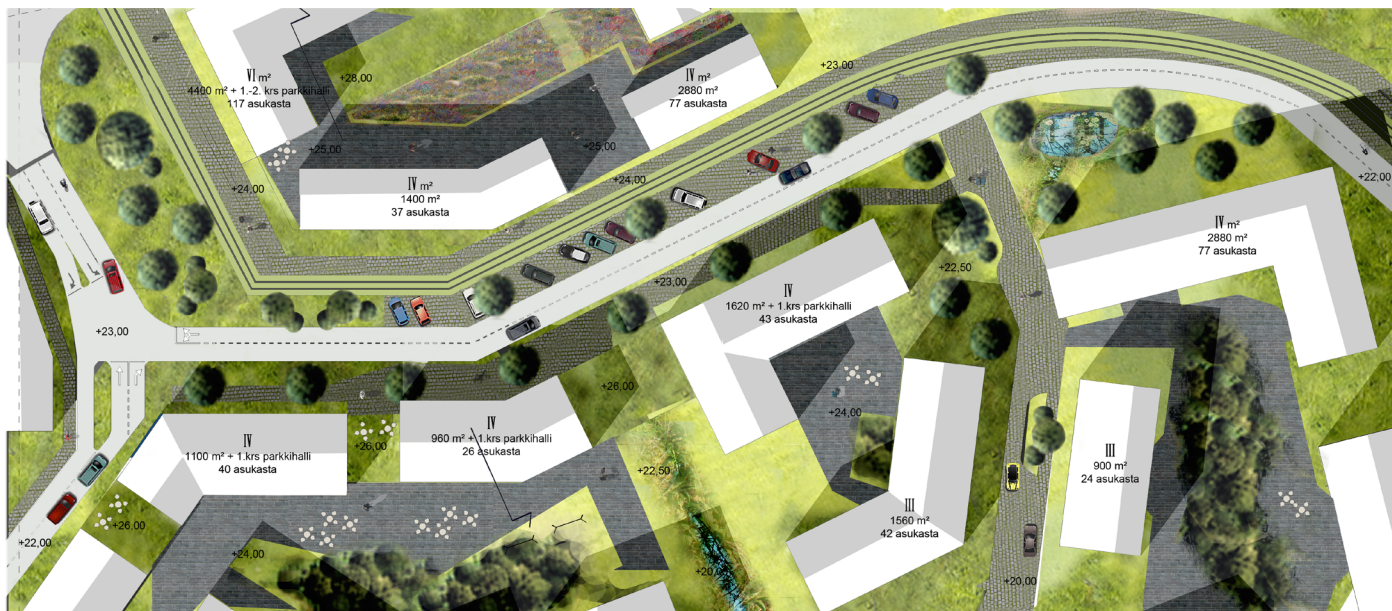 VI m²
4400 m² + 1.-2. krs parkkihalli
117 asukasta
+28,00
IV m²
2880 m²
77 asukasta
+23,00
+25,00
+25,00
+24,00
+24,00
IV m²
1400 m²
37 asukasta
+22,00
IV m²
2880 m²
77 asukasta
+22,50
+23,00
+23,00
IV
1620 m² + 1.krs parkkihalli
43 asukasta
+26,00
+24,00
IV
960 m² + 1.krs parkkihalli
26 asukasta
+26,00
IV
1100 m² + 1.krs parkkihalli
40 asukasta
+22,50
III
900 m²
24 asukasta
III
1560 m²
42 asukasta
+26,00
+22,00
+24,00
+20,00